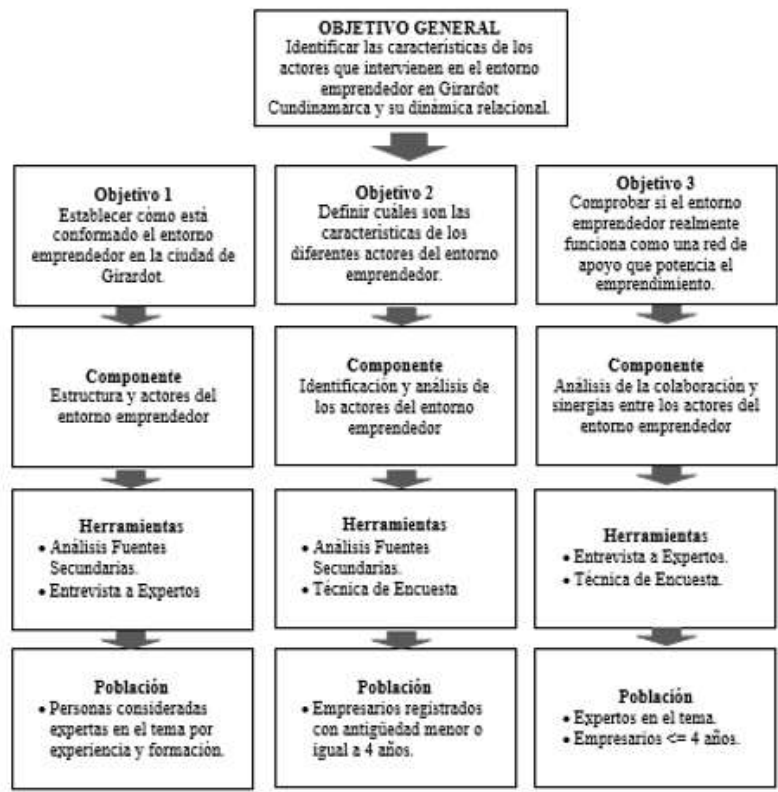 OBJETIVO GENERAL
Identificar las características de los
actores que intervienen en el entorno
emprendedor en Girardot
Cundinamarca y su dinámica relacional.
Objetivo 1
Establecer cómo está
conformado el entorno
emprendedor en la ciudad de
Girardot.
Objetivo 2
Definir cuáles son las
características de los
diferentes actores del entorno
emprendedor.
Objetivo 3
Comprobar si el entorno
emprendedor realmente
funciona como una red de
apoyo que potencia el
emprendimiento.
Componente
Estructura y actores del
entorno emprendedor
Componente
Identificación y análisis de
los actores del entorno
emprendedor
Componente
Análisis de la colaboración y
sinergias entre los actores del
entorno emprendedor
Herramientas
• Análisis Fuentes
Secundarias.
• Entrevista a Expertos
Herramientas
• Análisis Fuentes
Secundarias.
• Técnica de Encuesta
Herramientas
• Entrevista a Expertos.
• Técnica de Encuesta.
Población
• Personas consideradas
expertas en el tema por
experiencia y formación.
Población
• Empresarios registrados
con antigüedad menor o
igual a 4 años.
Población
• Expertos en el tema.
• Empresarios <= 4 años.